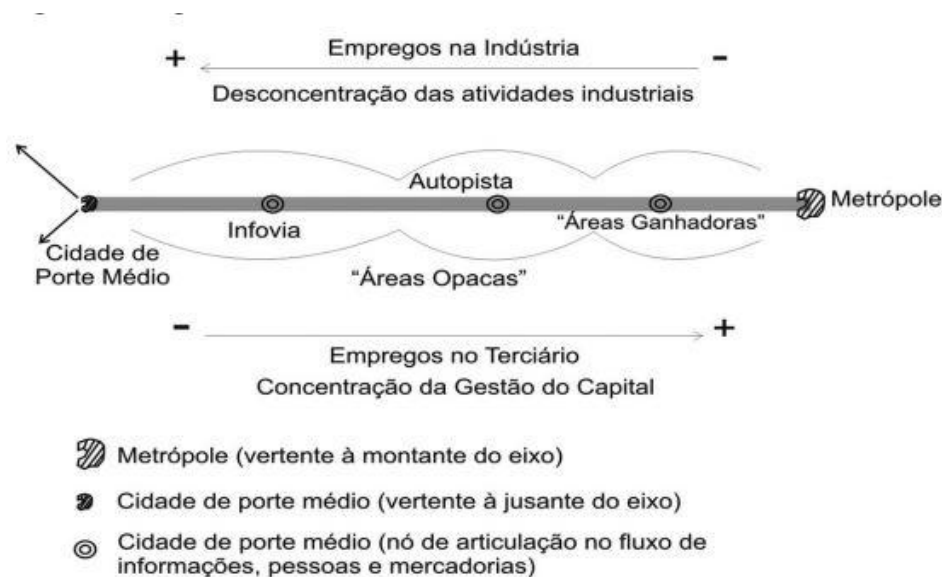 +
Empregos na Indústria
-
Desconcentração das atividades industriais
Autopista
Metrópole
Infovia
“Áreas Ganhadoras”
Cidade de
Porte Médio
“Áreas Opacas”
-
+
Empregos no Terciário
Concentração da Gestão do Capital
Metrópole (vertente à montante do eixo)
Cidade de porte médio (vertente à jusante do eixo)
Cidade de porte médio (nó de articulação no fluxo de
informações, pessoas e mercadorias)